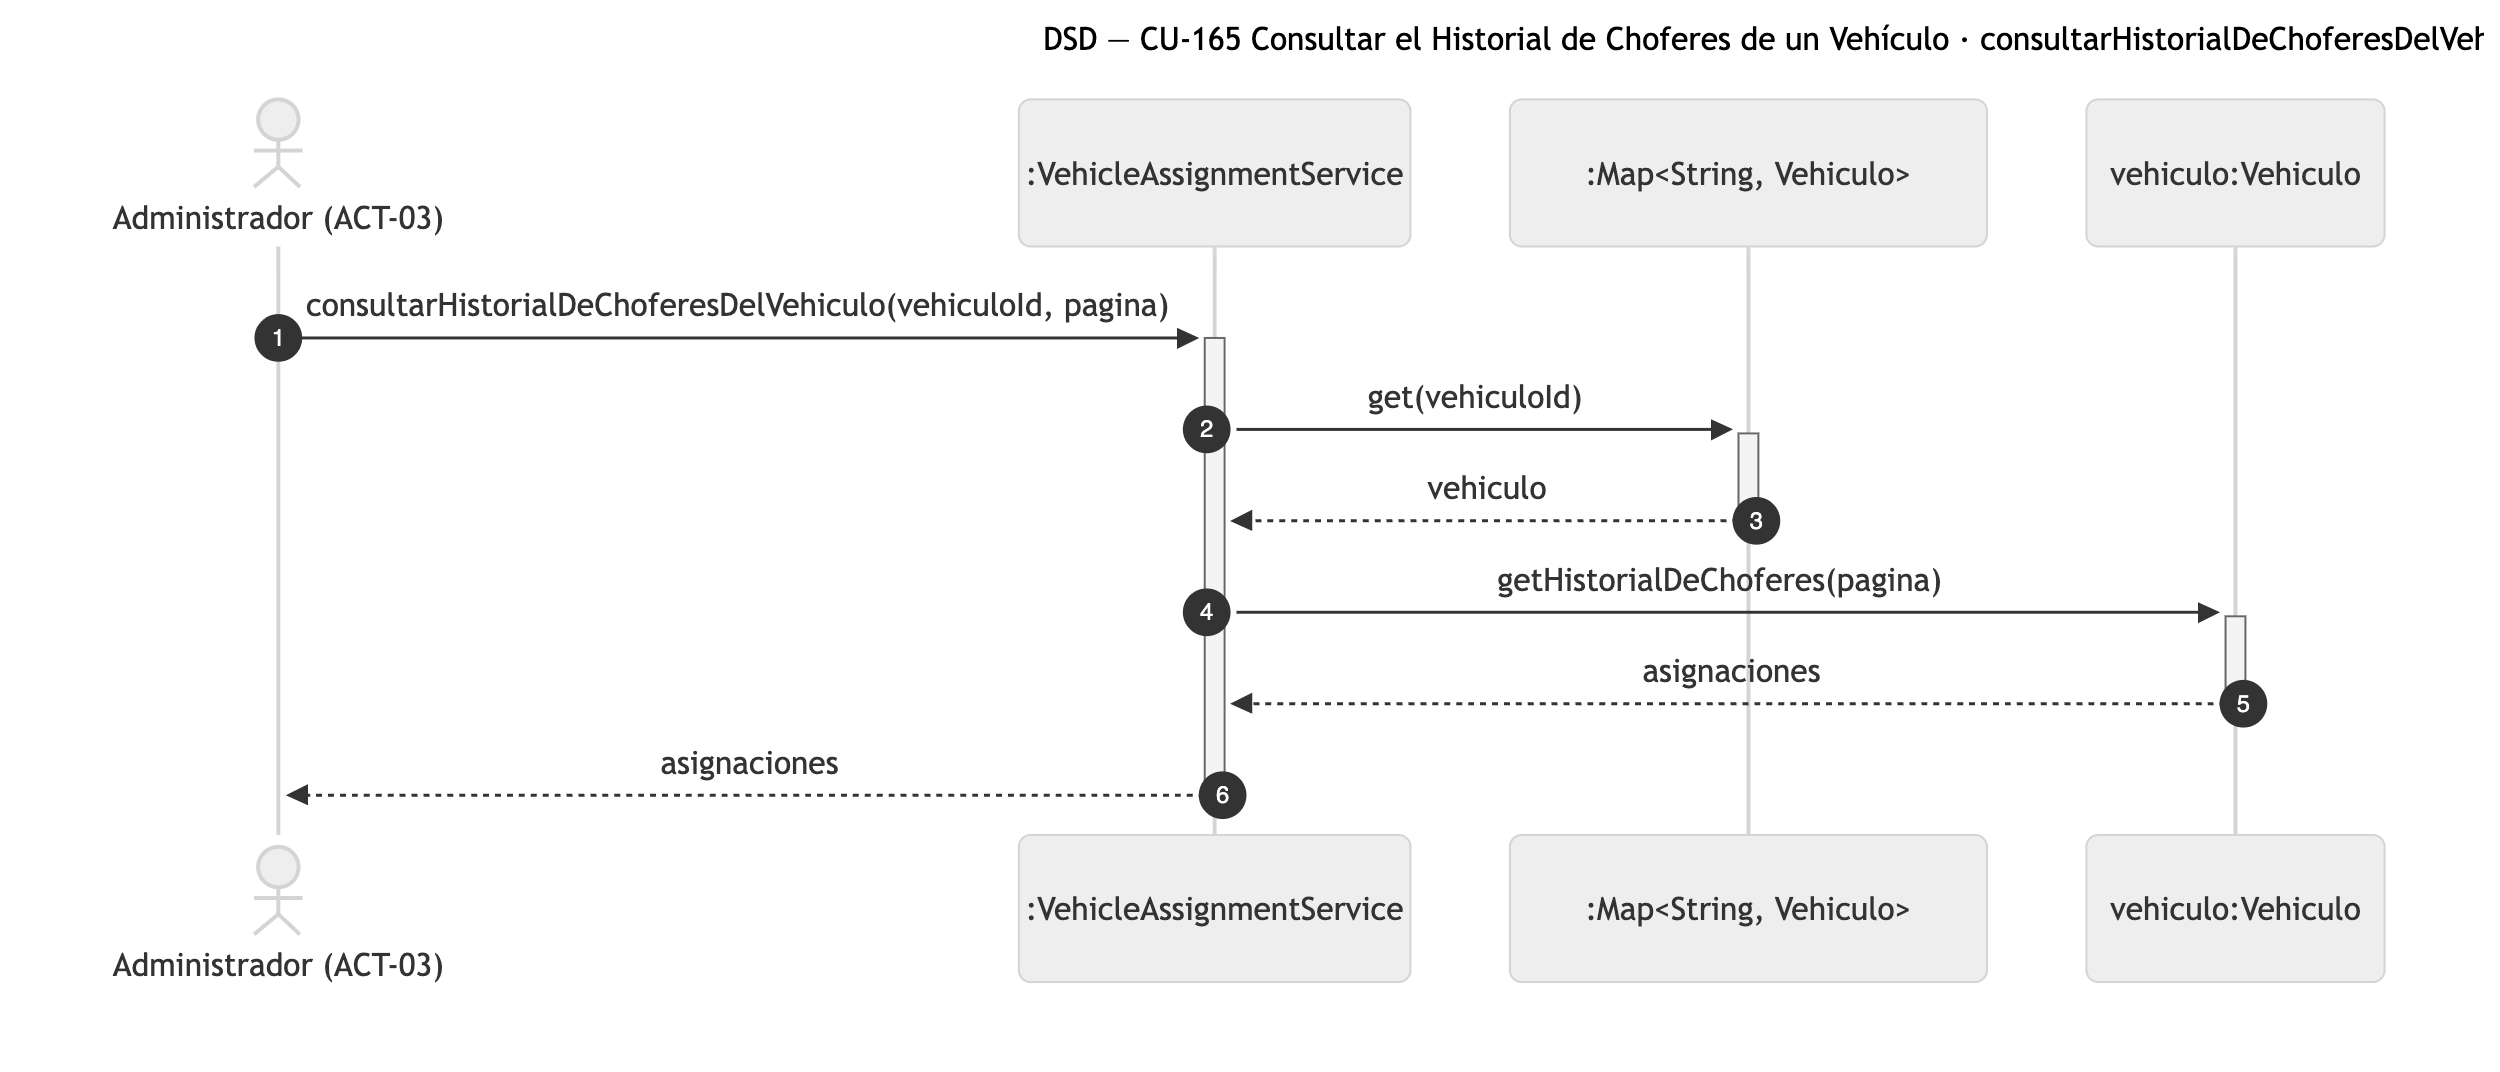 DSD — CU-165 Consultar el Historial de Choferes de un Vehículo · consultarHistorialDeChoferesDelVeh
Administrador (ACT-03)
:VehicleAssignmentService
:Map<String, Vehiculo>
vehiculo:Vehiculo
consultarHistorialDeChoferesDelVehiculo(vehiculoId, pagina)
1
get(vehiculoId)
2
vehiculo
3
getHistorialDeChoferes(pagina)
4
asignaciones
5
asignaciones
6
Administrador (ACT-03)
:VehicleAssignmentService
:Map<String, Vehiculo>
vehiculo:Vehiculo